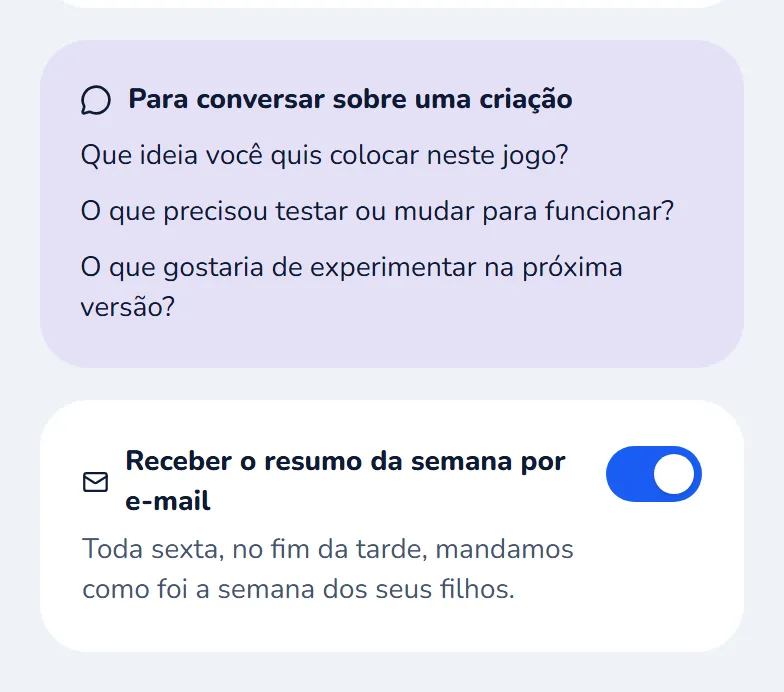 Para conversar sobre uma criação
Que ideia você quis colocar neste jogo?
O que precisou testar ou mudar para funcionar?
O que gostaria de experimentar na próxima
versão?
Receber o resumo da semana por
e-mail
Toda sexta, no fim da tarde, mandamos
como foi a semana dos seus filhos.